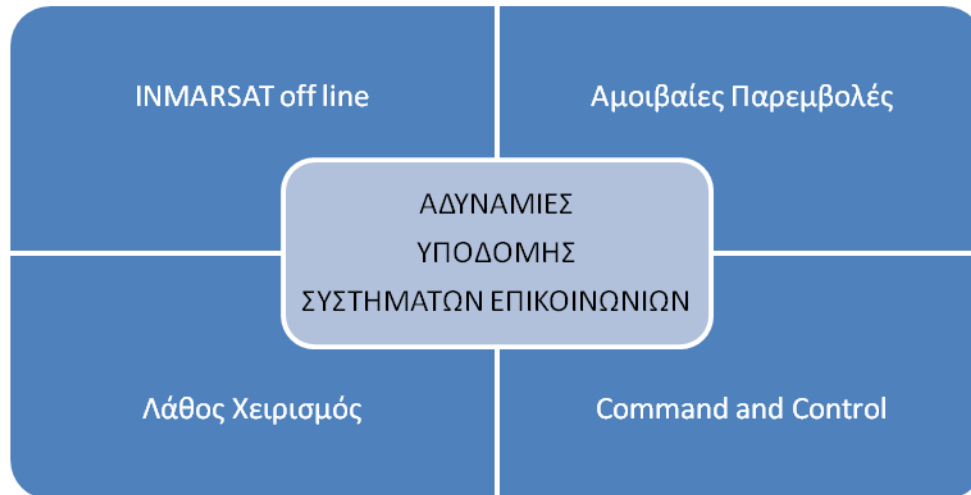 INMARSAT off line
Αμοιβαίες Παρεμβολές
ΑΔΥΝΑΜΙΕΣ
ΥΠΟΔΟΜΗΣ
ΣΥΣΤΗΜΑΤΩΝ ΕΠΙΚΟΙΝΩΝΙΩΝ
Λάθος Χειρισμός
Command and Control